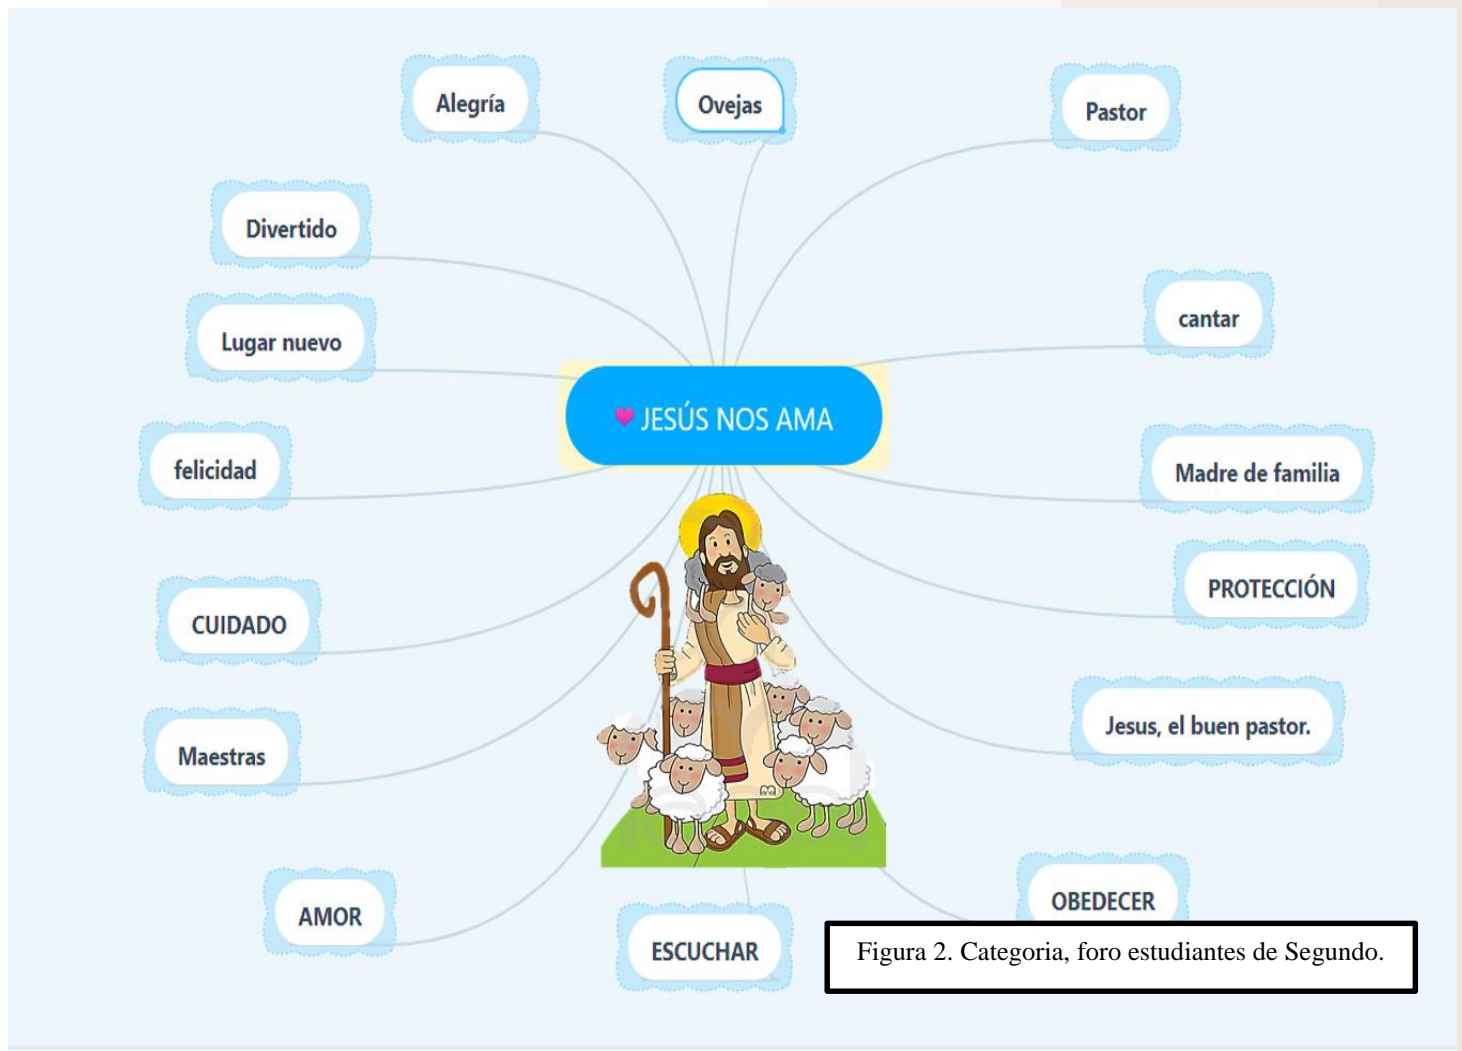 Alegría
Ovejas
Pastor
Divertido
cantar
Lugar nuevo
JESÚS NOS AMA
felicidad
Madre de familia
PROTECCIÓN
CUIDADO
Jesus, el buen pastor.
Maestras
OBEDECER
AMOR
ESCUCHAR
Figura 2. Categoria, foro estudiantes de Segundo.